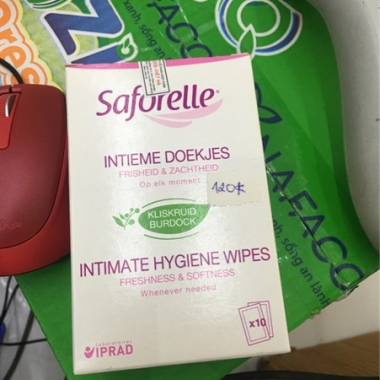 Saforelle
INTIEME DOEKJES
FRISHEID & ZACHTHEID
Op elk moment
120K
KLISKRUID
BURDOCK
INTIMATE HYGIENE WIPES
FRESHNESS & SOFTNESS
Whenever needed
x10
IPRAD